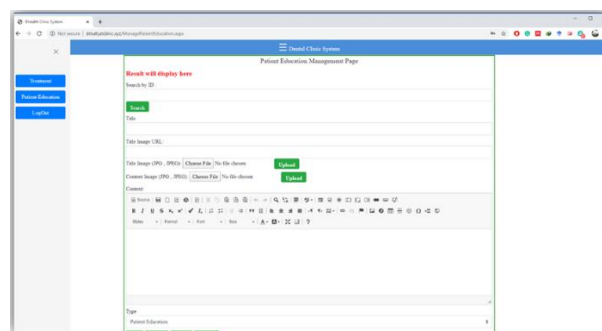 Dental Clinic System
Not secure
Dental Clinic System
Treatment
Patient Education
LogOut
Patient Education Management Page
Result will display here
Search by ID
Search
Title
Title Image URL
Title Image (JPG , JPEG) Choose File No file chosen Upload
Content Image (JPG , JPEG) Choose File No file chosen Upload
Content
Source
Styles Format Font Size
Type
Patient Education